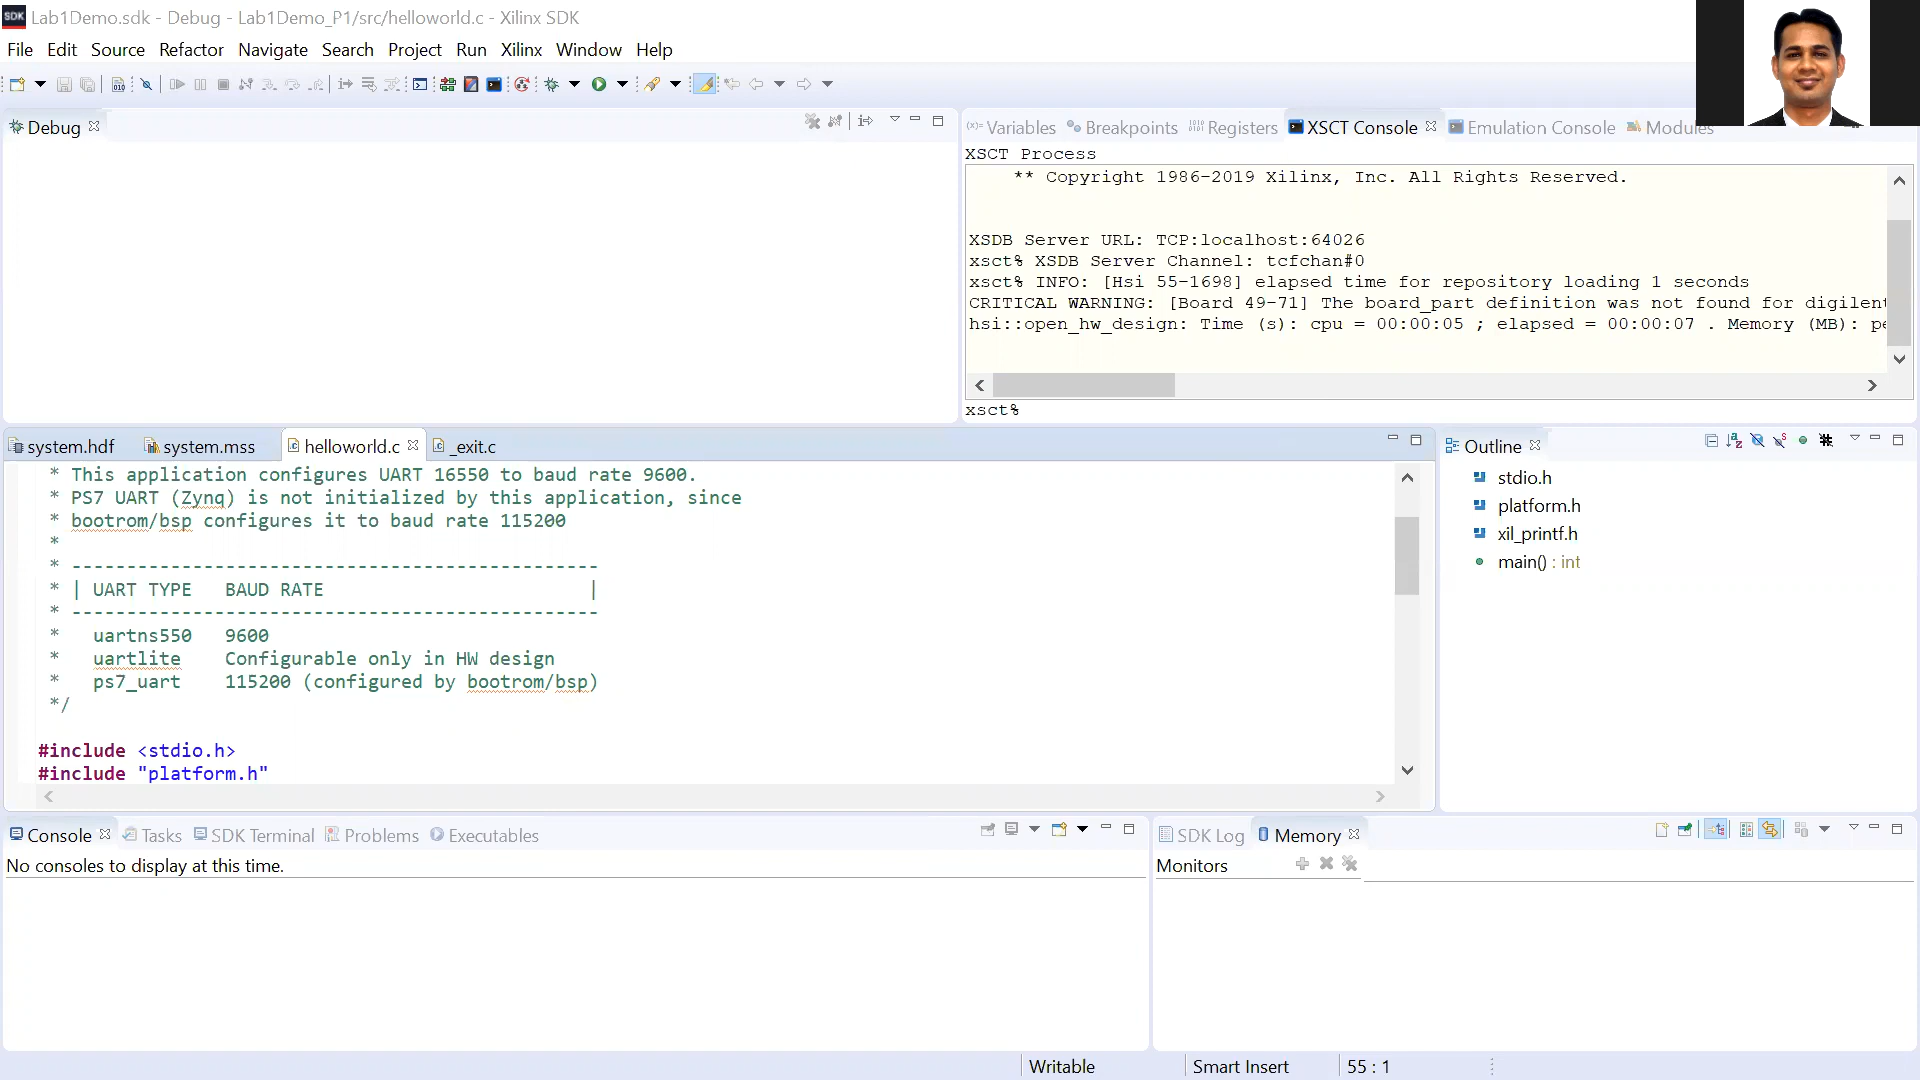 SDK Lab1Demo.sdk - Debug - Lab1Demo_P1/src/helloworld.c - Xilinx SDK
File Edit Source Refactor Navigate Search Project Run Xilinx Window Help
Debug
Variables Breakpoints Registers XSCT Console Emulation Console Modules
XSCT Process
** Copyright 1986-2019 Xilinx, Inc. All Rights Reserved.
XSDB Server URL: TCP:localhost:64026
xsct% XSDB Server Channel: tcfchan#0
xsct% INFO: [Hsi 55-1698] elapsed time for repository loading 1 seconds
CRITICAL WARNING: [Board 49-71] The board_part definition was not found for digilent
hsi::open_hw_design: Time (s): cpu = 00:00:05 ; elapsed = 00:00:07 . Memory (MB): pe
xsct%
system.hdf system.mss helloworld.c _exit.c
* This application configures UART 16550 to baud rate 9600.
* PS7 UART (Zynq) is not initialized by this application, since
* bootrom/bsp configures it to baud rate 115200
*
* ------------------------------------------------
* | UART TYPE   BAUD RATE                        |
* ------------------------------------------------
*   uartns550   9600
*   uartlite    Configurable only in HW design
*   ps7_uart    115200 (configured by bootrom/bsp)
*/
#include <stdio.h>
#include "platform.h"
Outline
stdio.h
platform.h
xil_printf.h
main() : int
Console Tasks SDK Terminal Problems Executables
No consoles to display at this time.
SDK Log Memory
Monitors
Writable Smart Insert 55 : 1